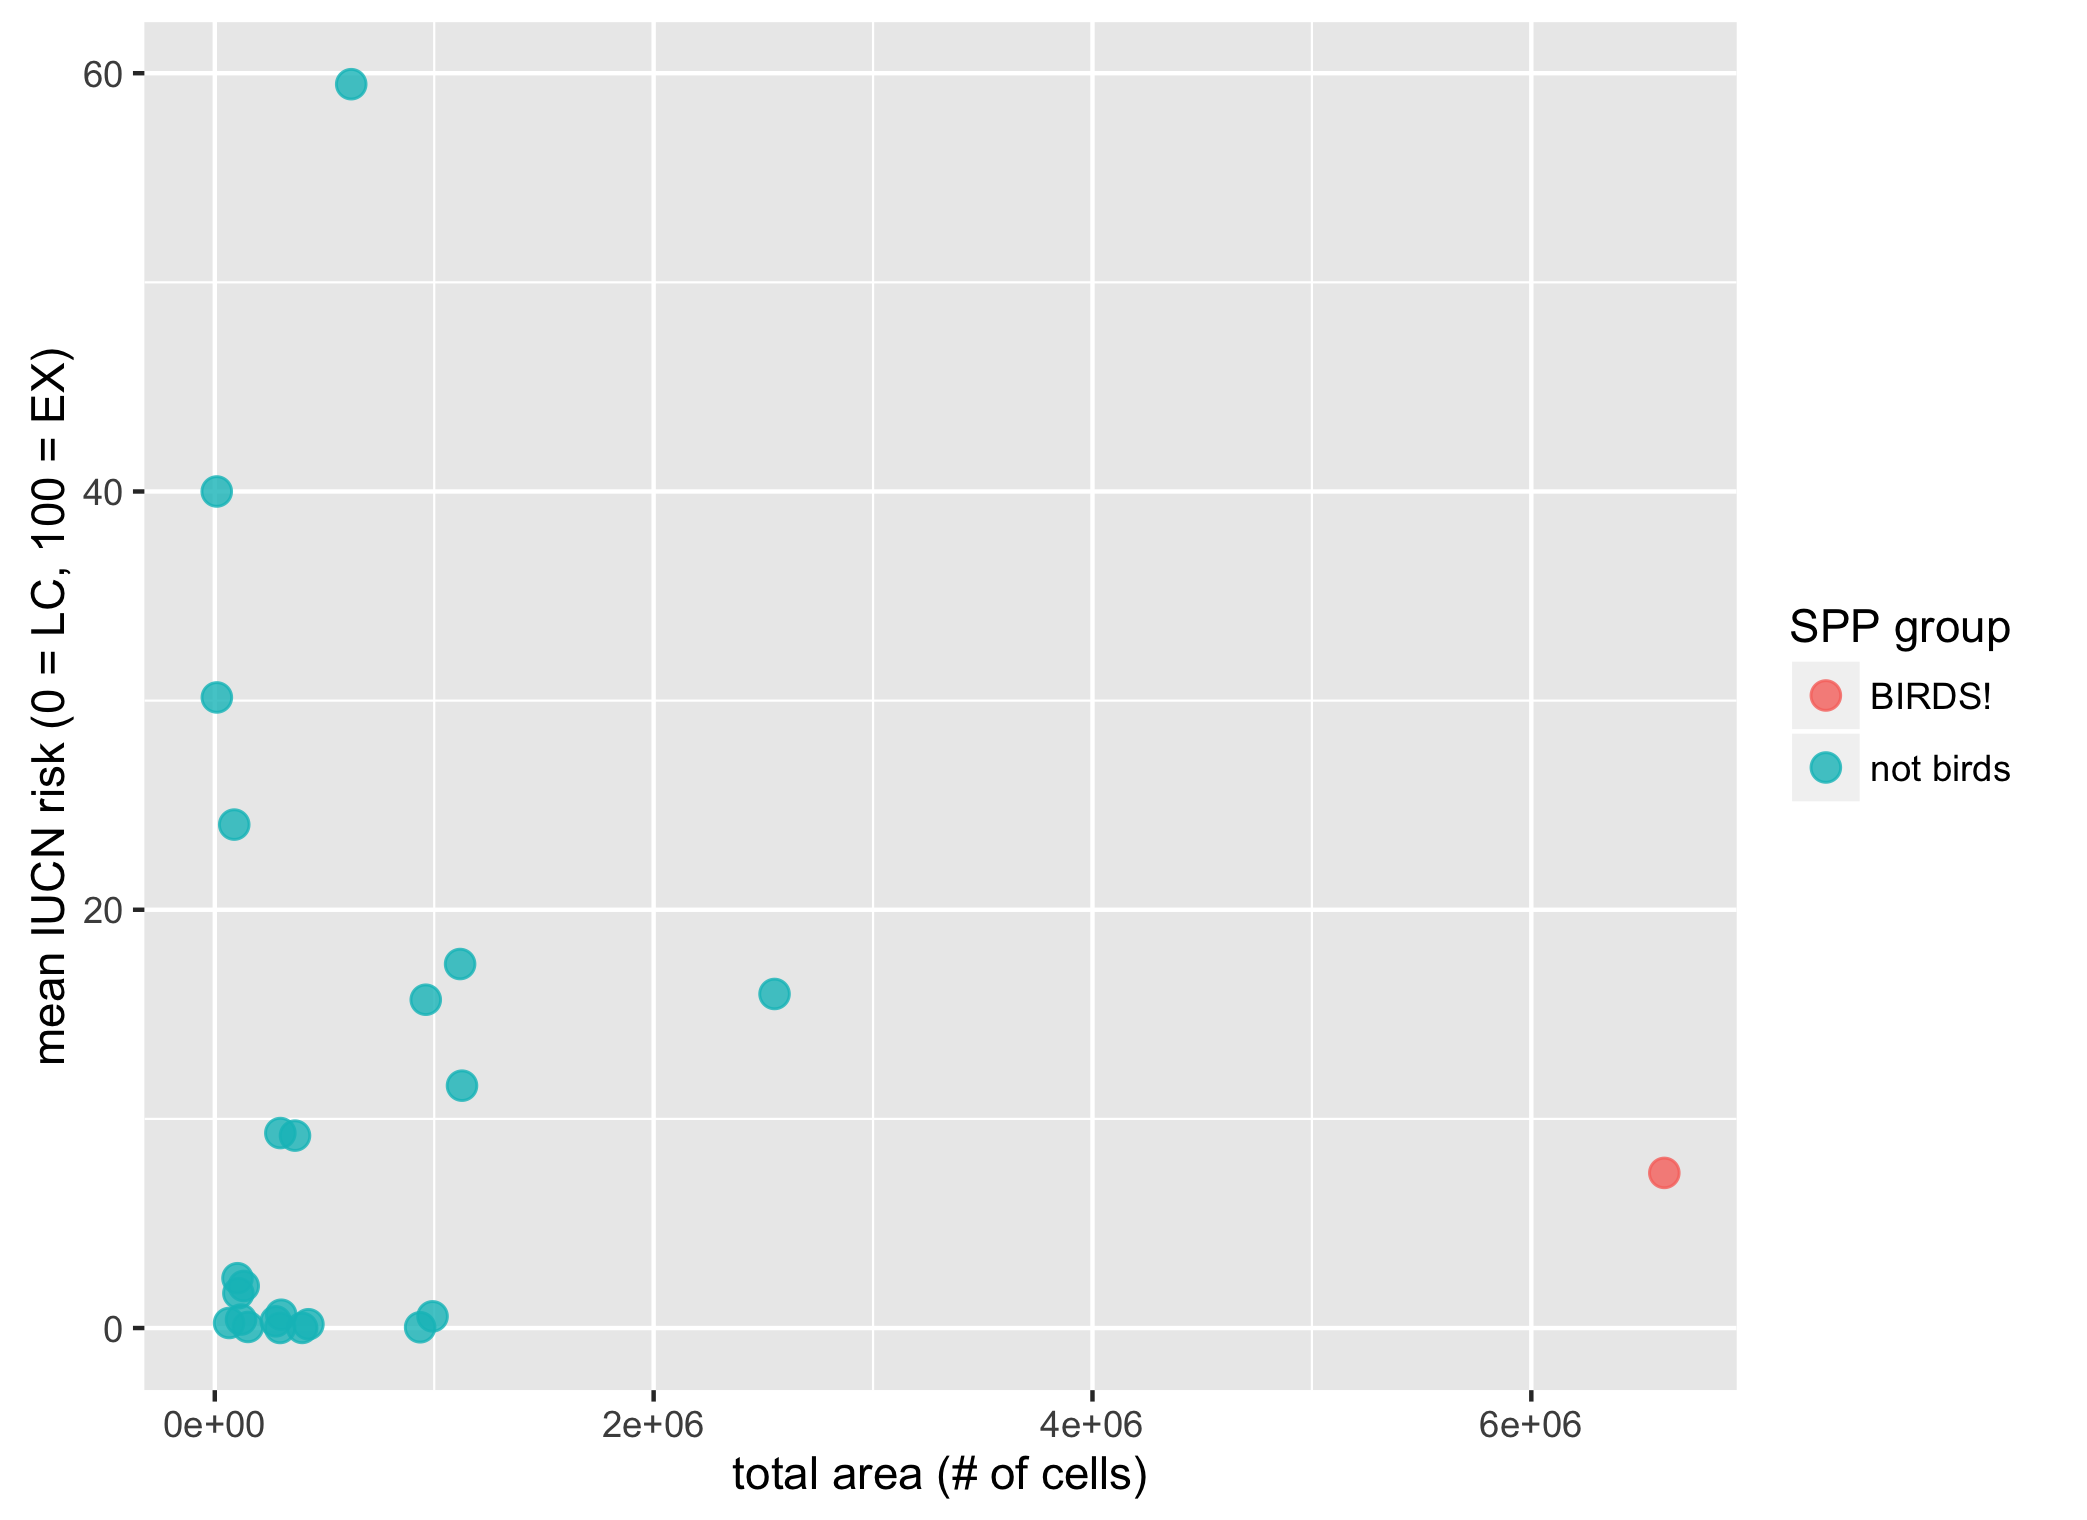 60
40
20
0
mean IUCN risk (0 = LC, 100 = EX)
0e+00
2e+06
4e+06
6e+06
total area (# of cells)
SPP group
BIRDS!
not birds